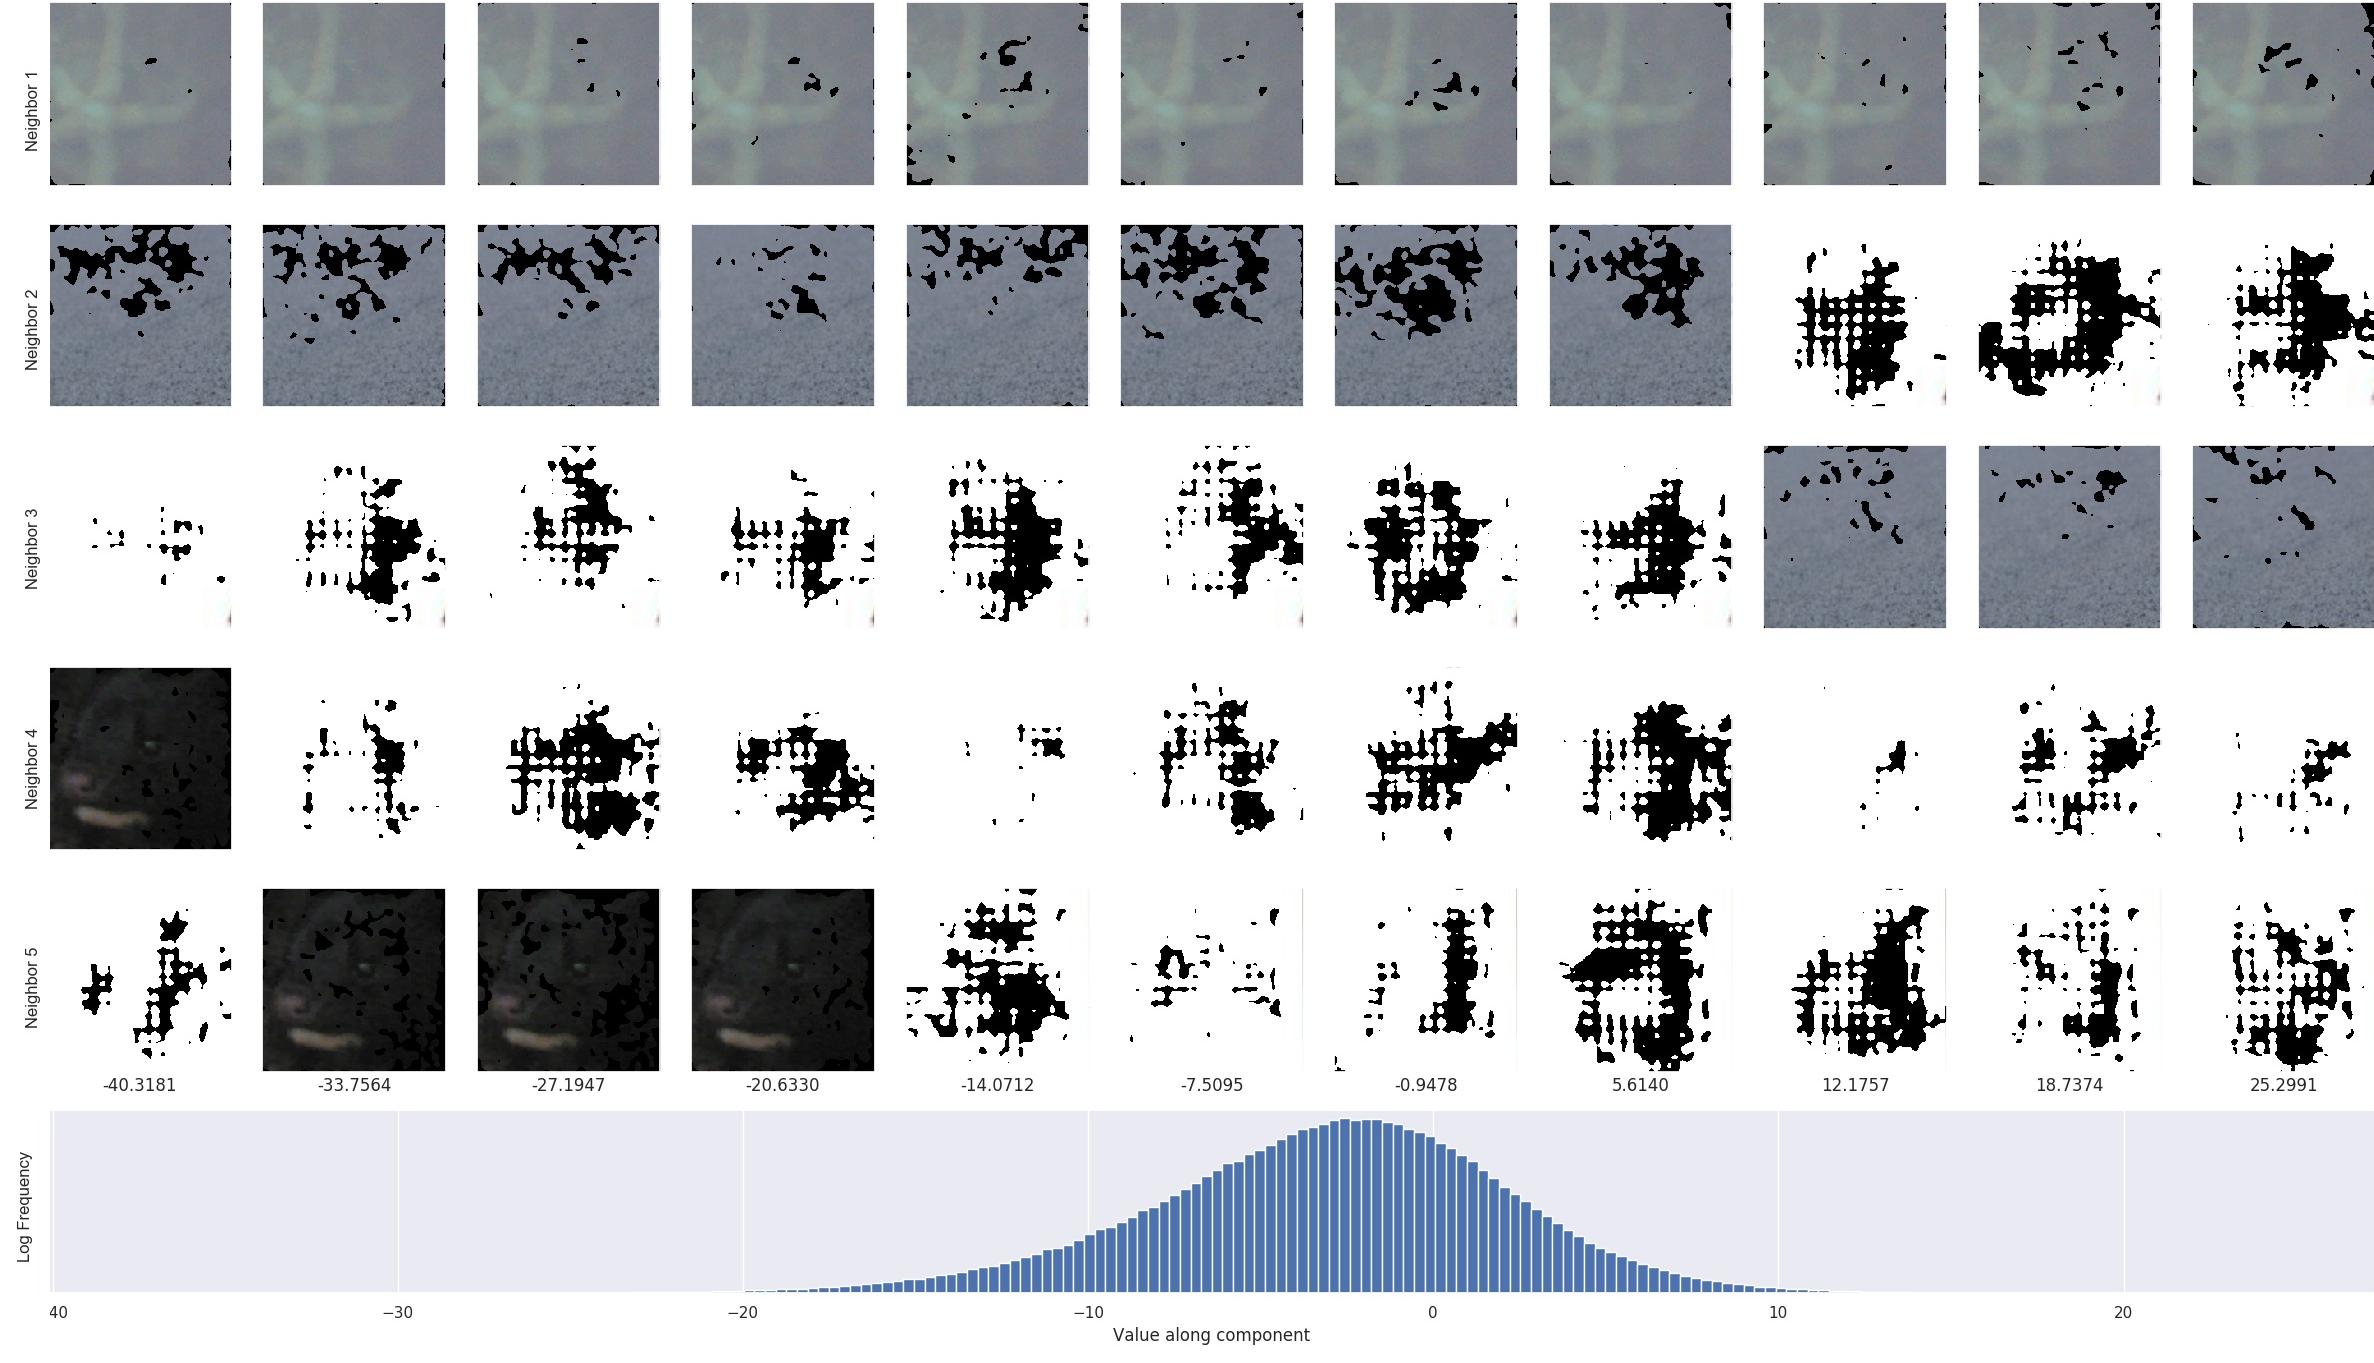 Neighbor 1
Neighbor 2
Neighbor 3
Neighbor 4
Neighbor 5
-40.3181 -33.7564 -27.1947 -20.6330 -14.0712 -7.5095 -0.9478 5.6140 12.1757 18.7374 25.2991
Log Frequency
40 −30 −20 −10 0 10 20
Value along component